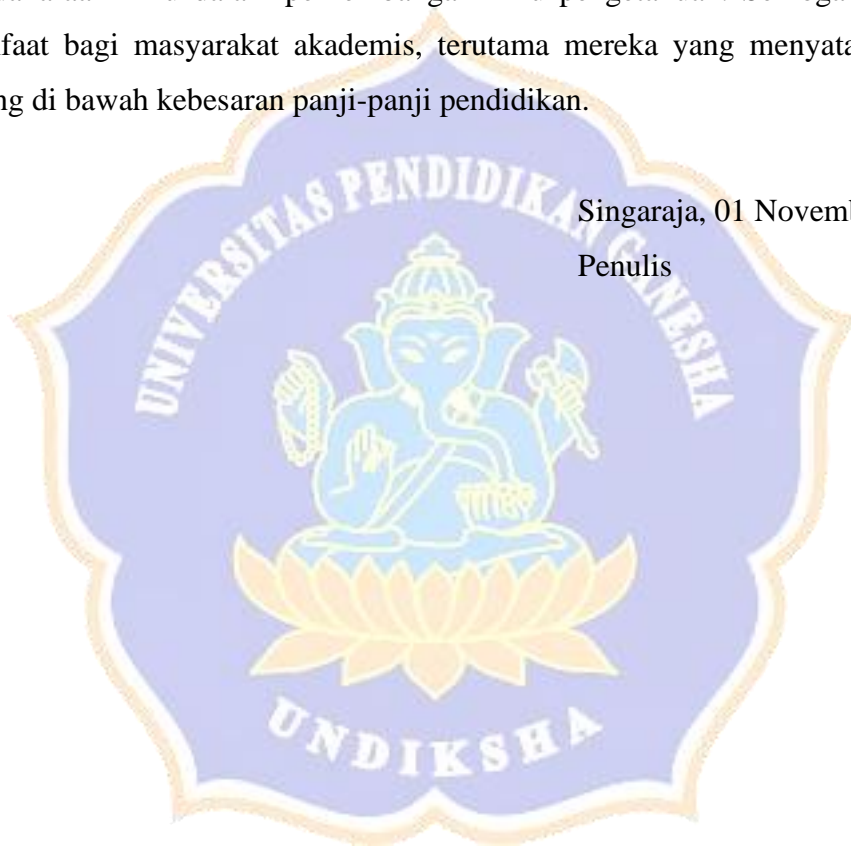 faat bagi masyarakat akademis, terutama mereka yang menyata
ng di bawah kebesaran panji-panji pendidikan.
Singaraja, 01 Novemb
Penulis
UNIVERSITAS PENDIDIKAN GANESHA
UNDIKSHA